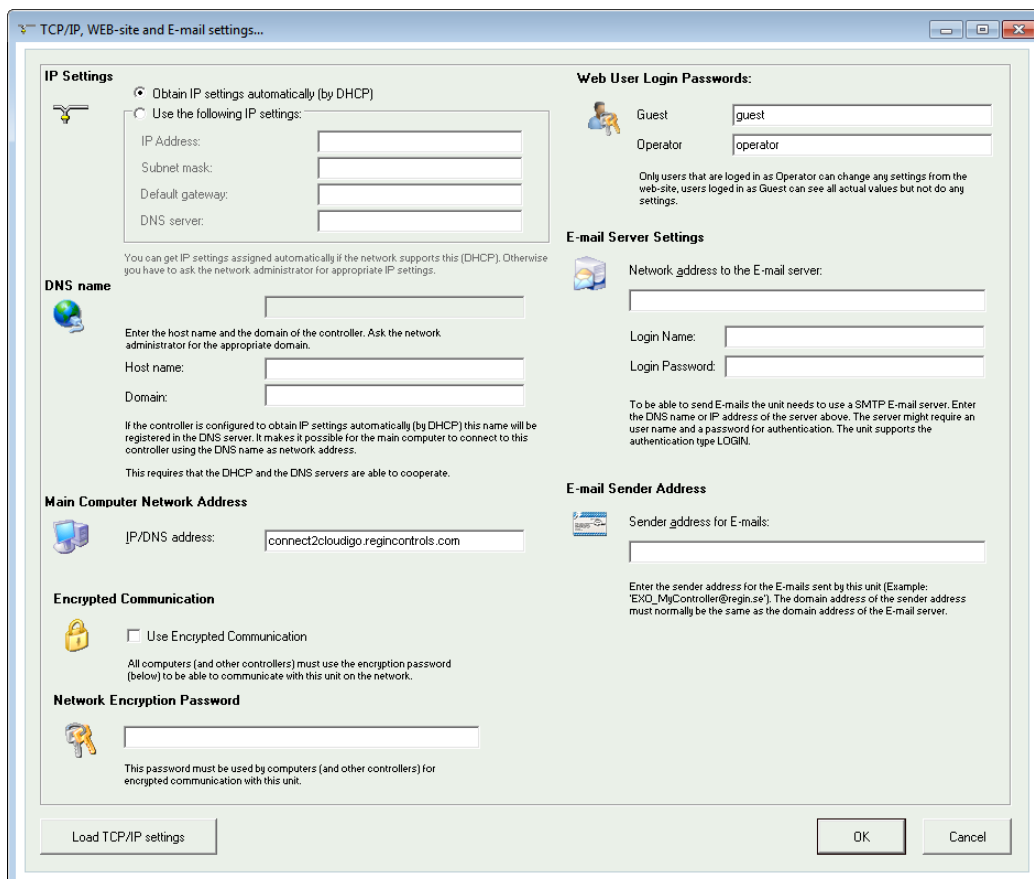 TCP/IP, WEB-site and E-mail settings...
IP Settings
Obtain IP settings automatically (by DHCP)
Use the following IP settings:
IP Address:
Subnet mask:
Default gateway:
DNS server:
You can get IP settings assigned automatically if the network supports this (DHCP). Otherwise
you have to ask the network administrator for appropriate IP settings.
DNS name
Enter the host name and the domain of the controller. Ask the network
administrator for the appropriate domain.
Host name:
Domain:
If the controller is configured to obtain IP settings automatically (by DHCP) this name will be
registered in the DNS server. It makes it possible for the main computer to connect to this
controller using the DNS name as network address.
This requires that the DHCP and the DNS servers are able to cooperate.
Main Computer Network Address
IP/DNS address:
connect2cloudigo.regincontrols.com
Encrypted Communication
Use Encrypted Communication
All computers (and other controllers) must use the encryption password
(below) to be able to communicate with this unit on the network.
Network Encryption Password
This password must be used by computers (and other controllers) for
encrypted communication with this unit.
Web User Login Passwords:
Guest
guest
Operator
operator
Only users that are loged in as Operator can change any settings from the
web-site, users loged in as Guest can see all actual values but not do any
settings.
E-mail Server Settings
Network address to the E-mail server:
Login Name:
Login Password:
To be able to send E-mails the unit needs to use a SMTP E-mail server. Enter
the DNS name or IP address of the server above. The server might require an
user name and a password for authentication. The unit supports the
authentication type LOGIN.
E-mail Sender Address
Sender address for E-mails:
Enter the sender address for the E-mails sent by this unit (Example:
'EXO_MyController@regin.se'). The domain address of the sender address
must normally be the same as the domain address of the E-mail server.
Load TCP/IP settings
OK
Cancel